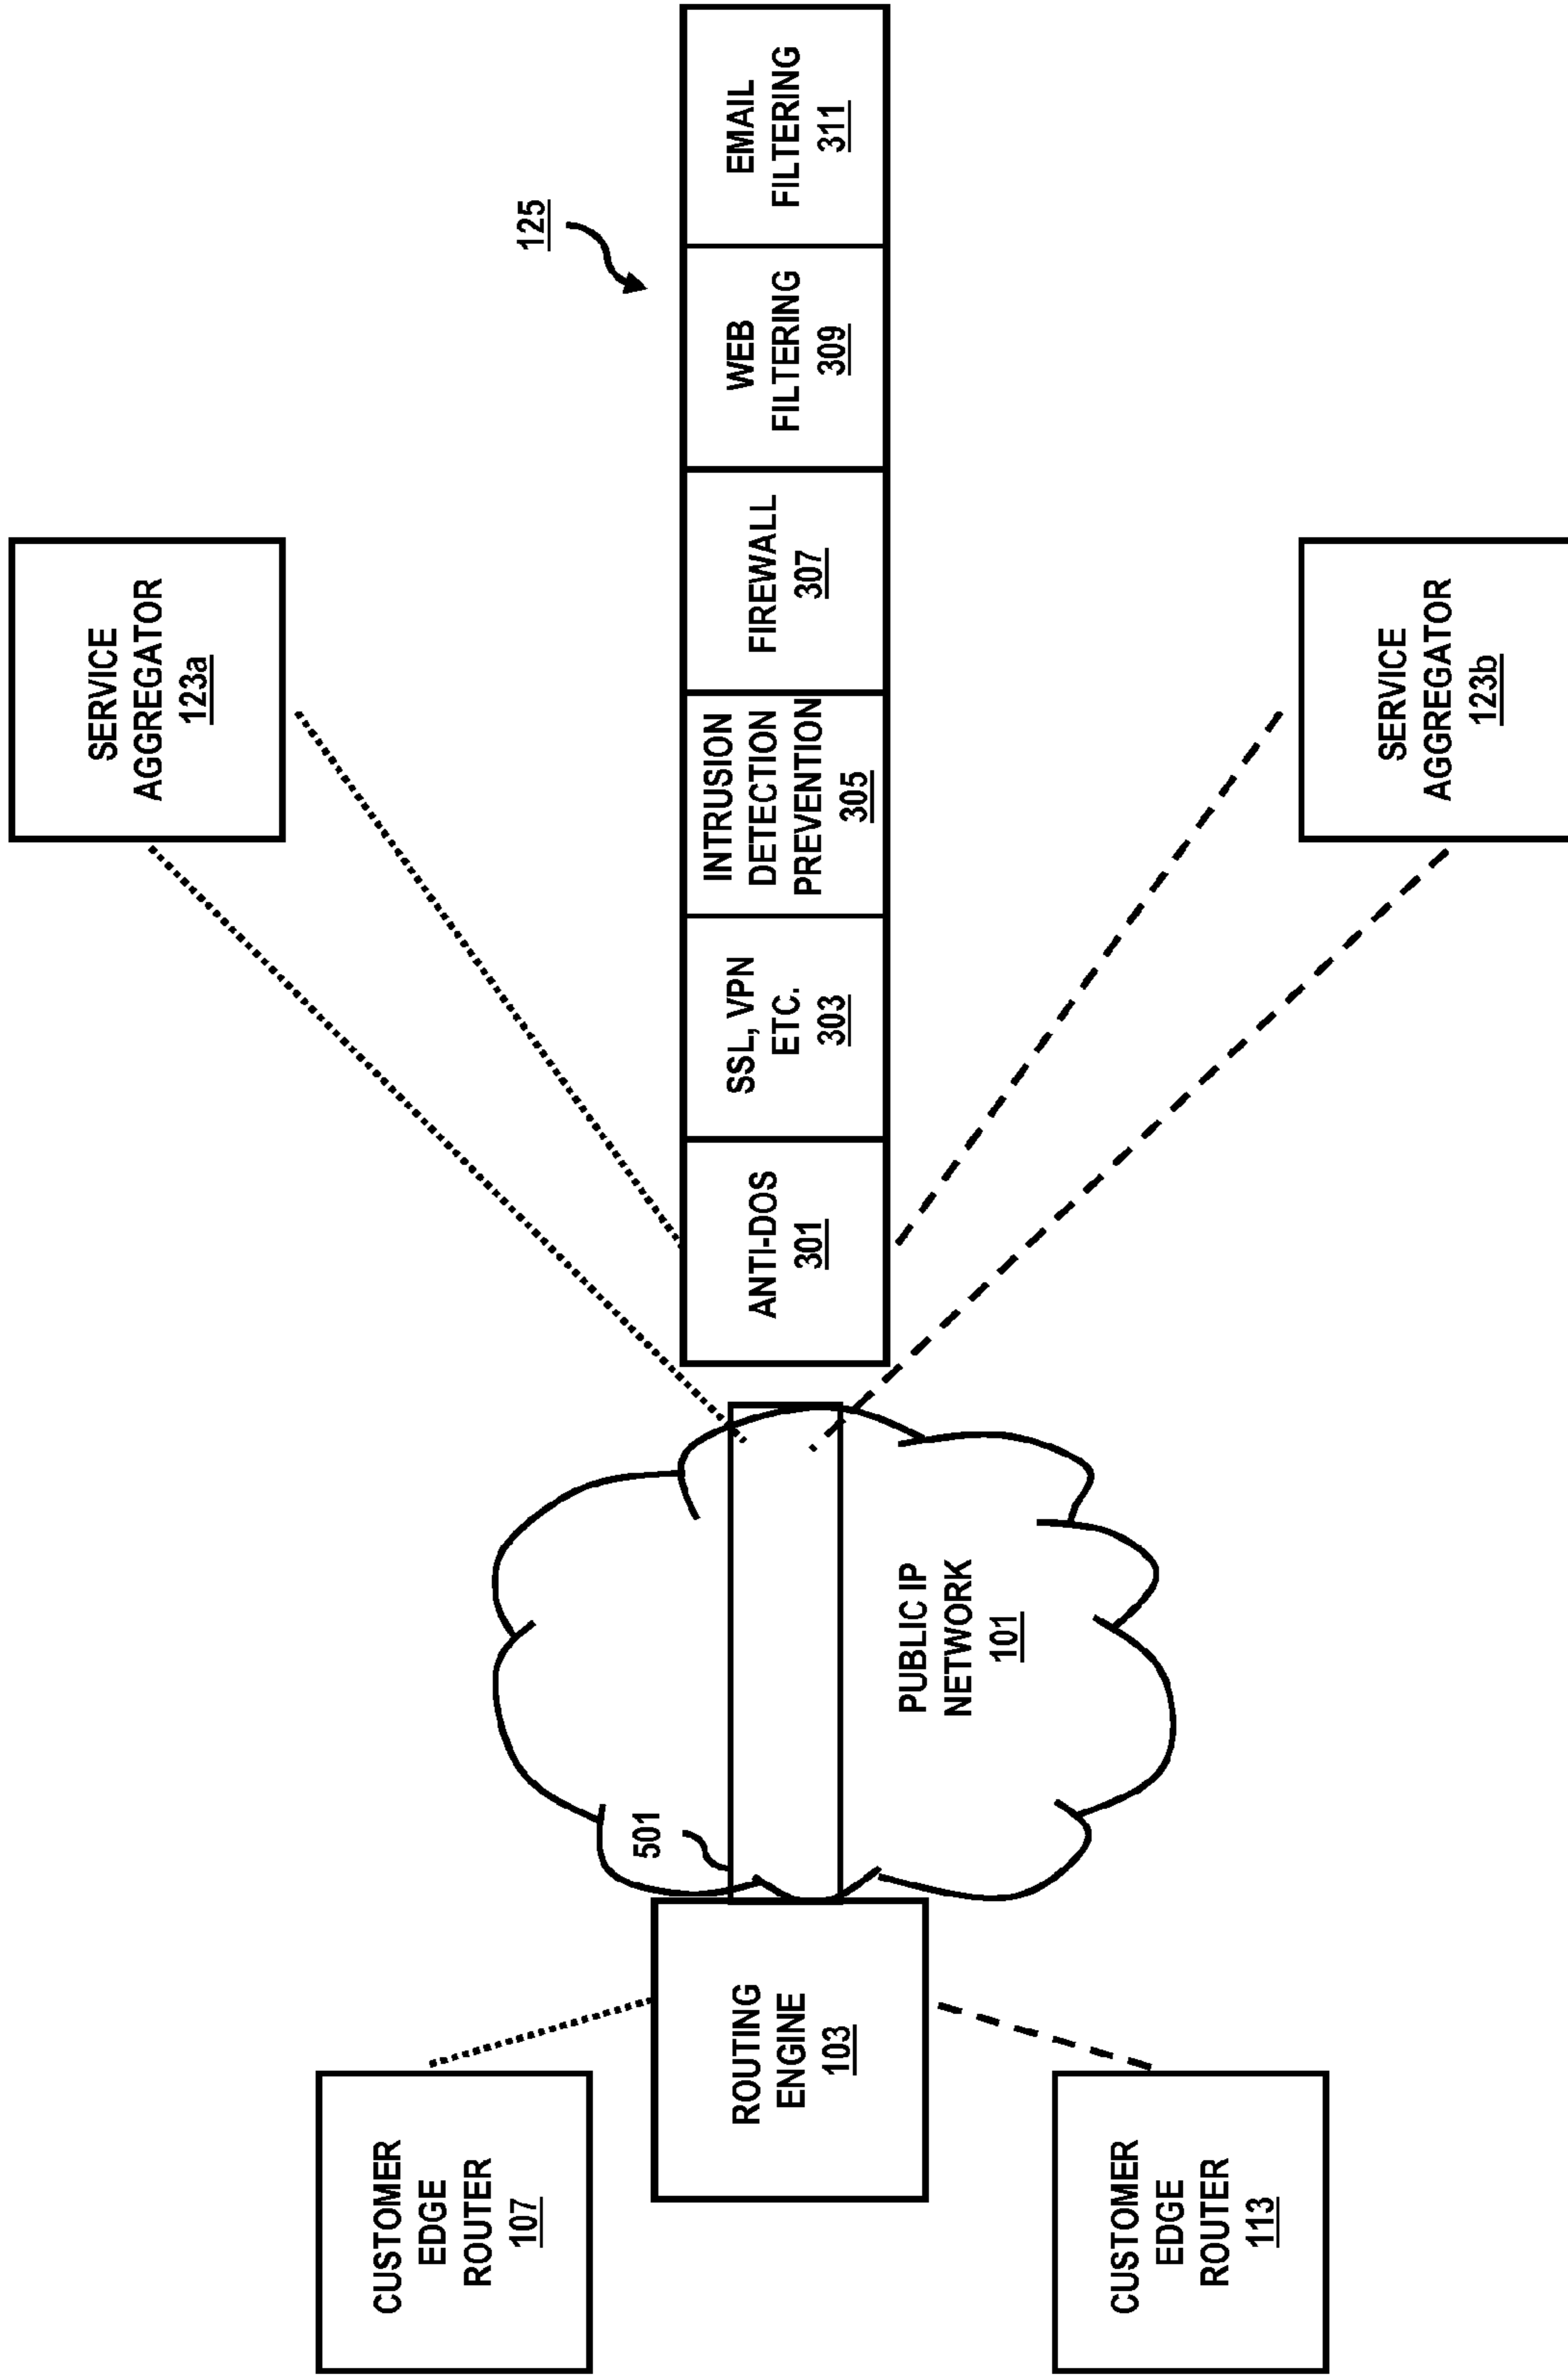 CUSTOMER
EDGE
ROUTER
107
CUSTOMER
EDGE
ROUTER
113
ROUTING
ENGINE
103
501
PUBLIC IP
NETWORK
101
SERVICE
AGGREGATOR
123a
SERVICE
AGGREGATOR
123b
125
ANTI-DOS
301
SSL, VPN
ETC.
303
INTRUSION
DETECTION
PREVENTION
305
FIREWALL
307
WEB
FILTERING
309
EMAIL
FILTERING
311